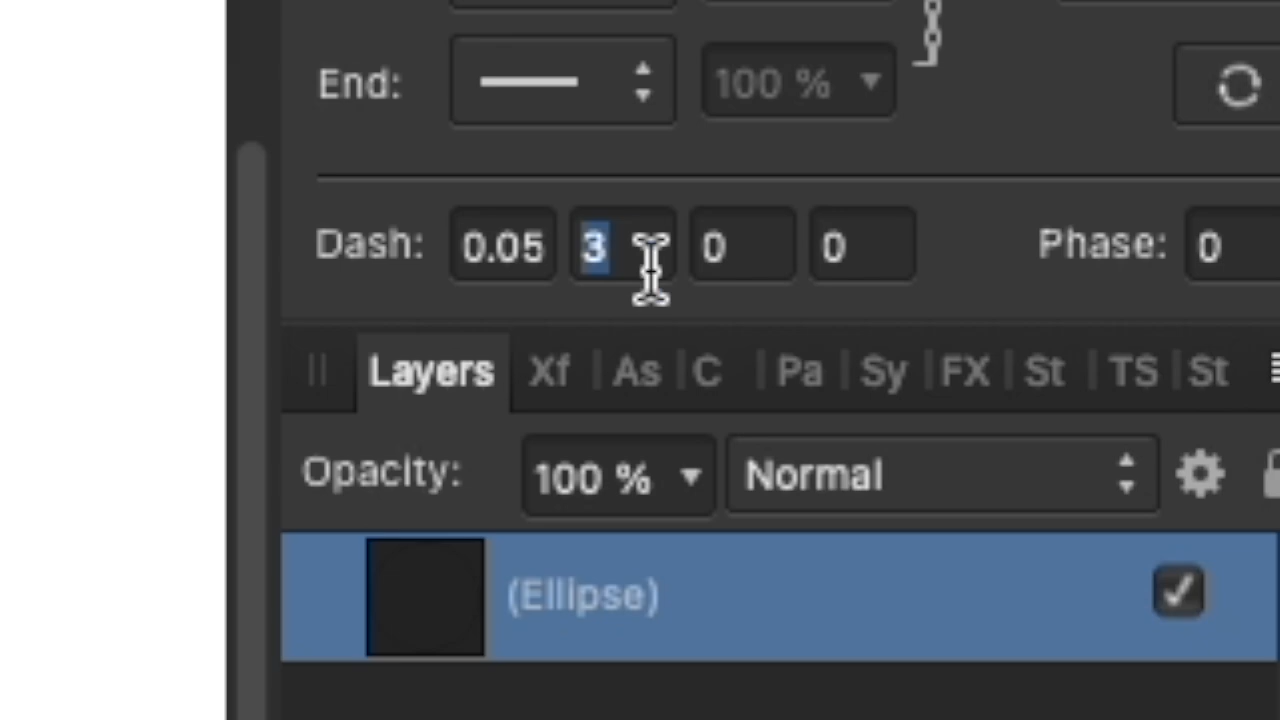 End: 100 %
Dash: 0.05 3 0 0 Phase: 0
Layers Xf As C Pa Sy FX St TS St
Opacity: 100 % Normal
(Ellipse)